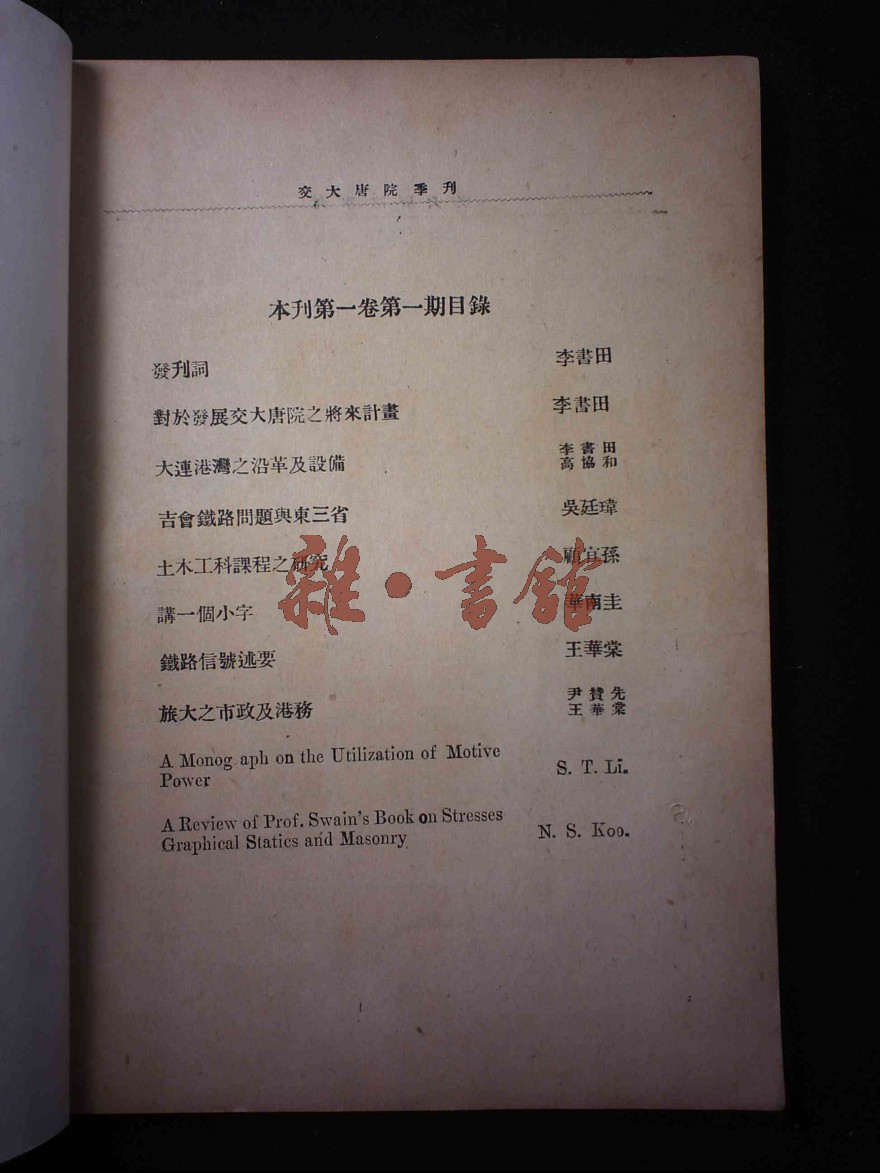 交大唐院季刊
本刊第一卷第一期目錄
發刊詞 李書田
對於發展交大唐院之將來計畫 李書田
大連港灣之沿革及設備 李書田 高協和
吉會鐵路問題與東三省 吳廷瑋
土木工科課程之研究 顧宜孫
講一個小字 華南圭
鐵路信號述要 王華棠
旅大之市政及港務 尹贊先 王華棠
A Monog aph on the Utilization of Motive
Power S. T. Li.
A Review of Prof. Swain's Book on Stresses
Graphical Statics and Masonry. N. S. Koo.
雜·書館